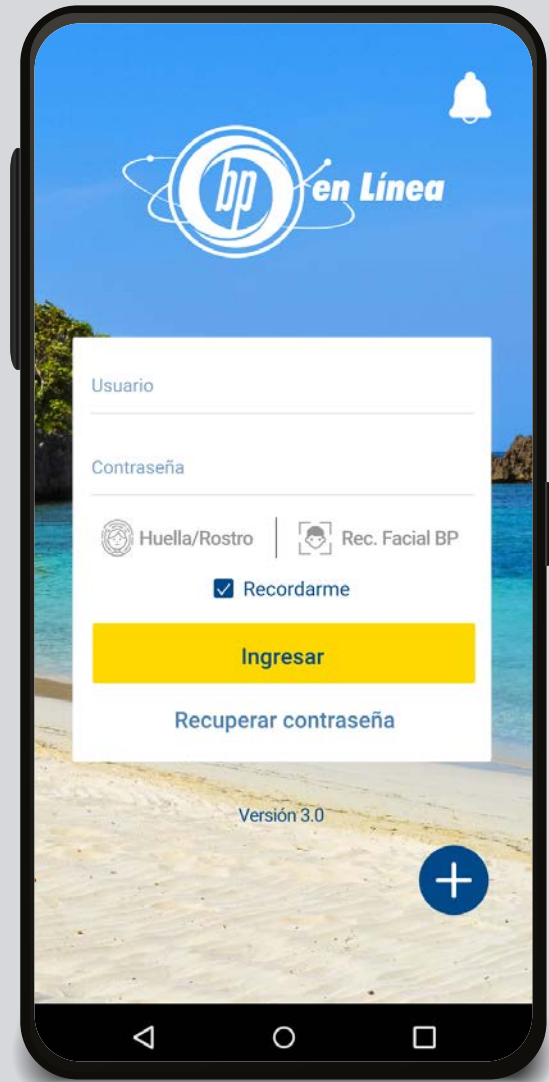 bp en Línea
Usuario
Contraseña
Huella/Rostro Rec. Facial BP
Recordarme
Ingresar
Recuperar contraseña
Versión 3.0